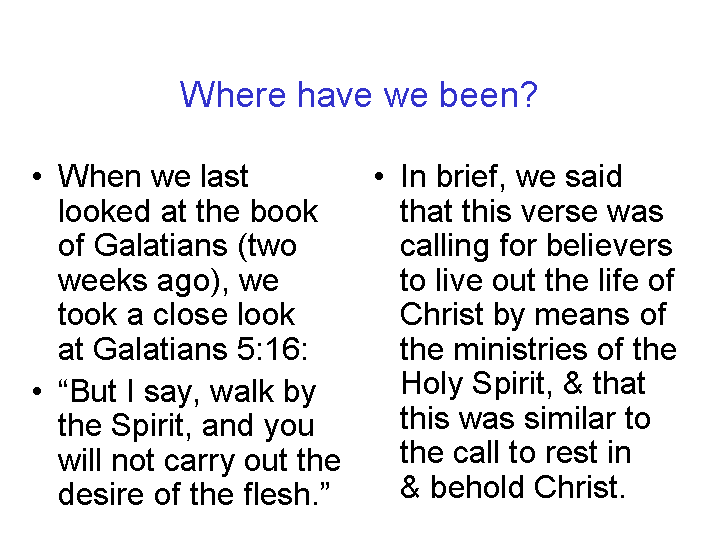 Where have we been?
• When we last
looked at the book
of Galatians (two
weeks ago), we
took a close look
at Galatians 5:16:
• “But I say, walk by
the Spirit, and you
will not carry out the
desire of the flesh.”
• In brief, we said
that this verse was
calling for believers
to live out the life of
Christ by means of
the ministries of the
Holy Spirit, & that
this was similar to
the call to rest in
& behold Christ.